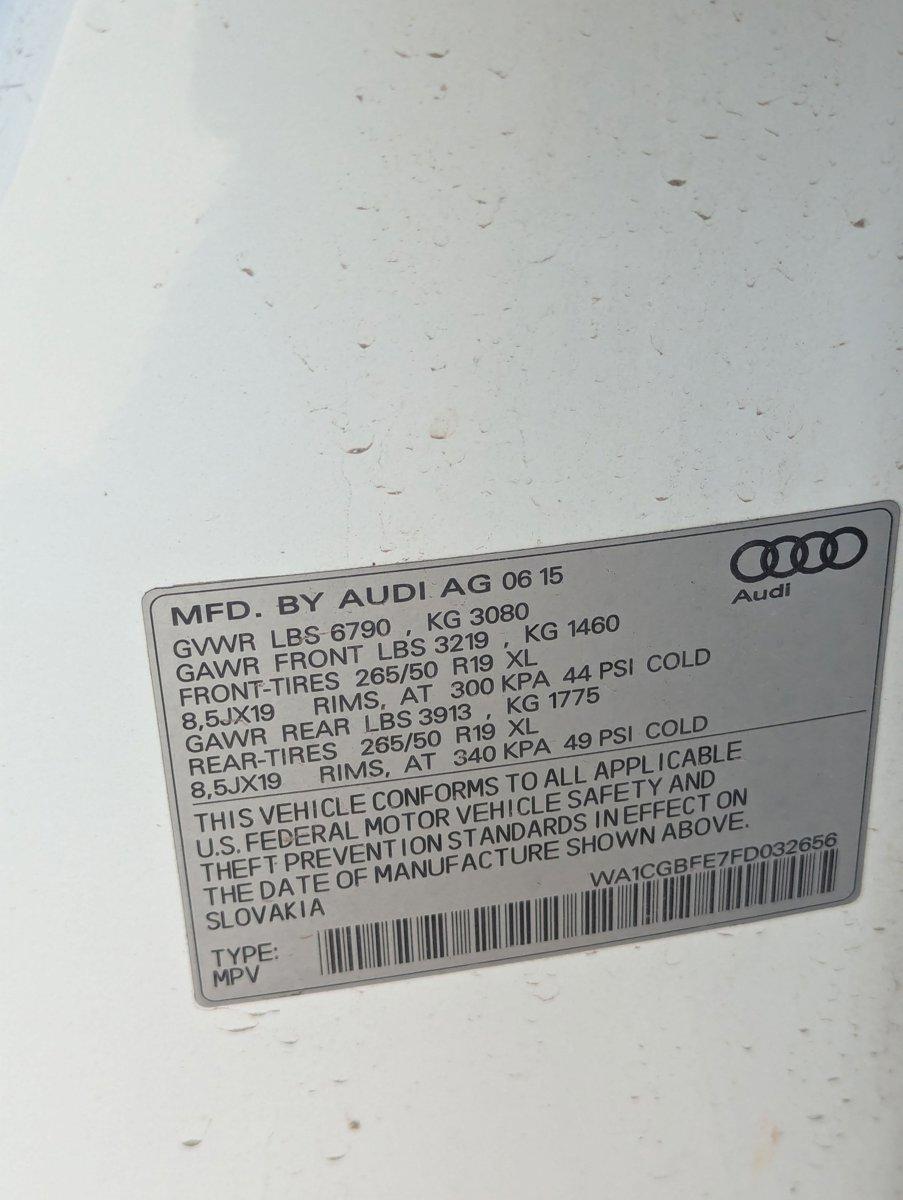 MFD. BY AUDI AG 06 15
Audi
GVWR LBS 6790 , KG 3080
GAWR FRONT LBS 3219 , KG 1460
FRONT-TIRES 265/50 R19 XL
8,5JX19 RIMS, AT 300 KPA 44 PSI COLD
GAWR REAR LBS 3913 , KG 1775
REAR-TIRES 265/50 R19 XL
8,5JX19 RIMS, AT 340 KPA 49 PSI COLD
THIS VEHICLE CONFORMS TO ALL APPLICABLE
U.S. FEDERAL MOTOR VEHICLE SAFETY AND
THEFT PREVENTION STANDARDS IN EFFECT ON
THE DATE OF MANUFACTURE SHOWN ABOVE.
SLOVAKIA
WA1CGBFE7FD032656
TYPE:
MPV